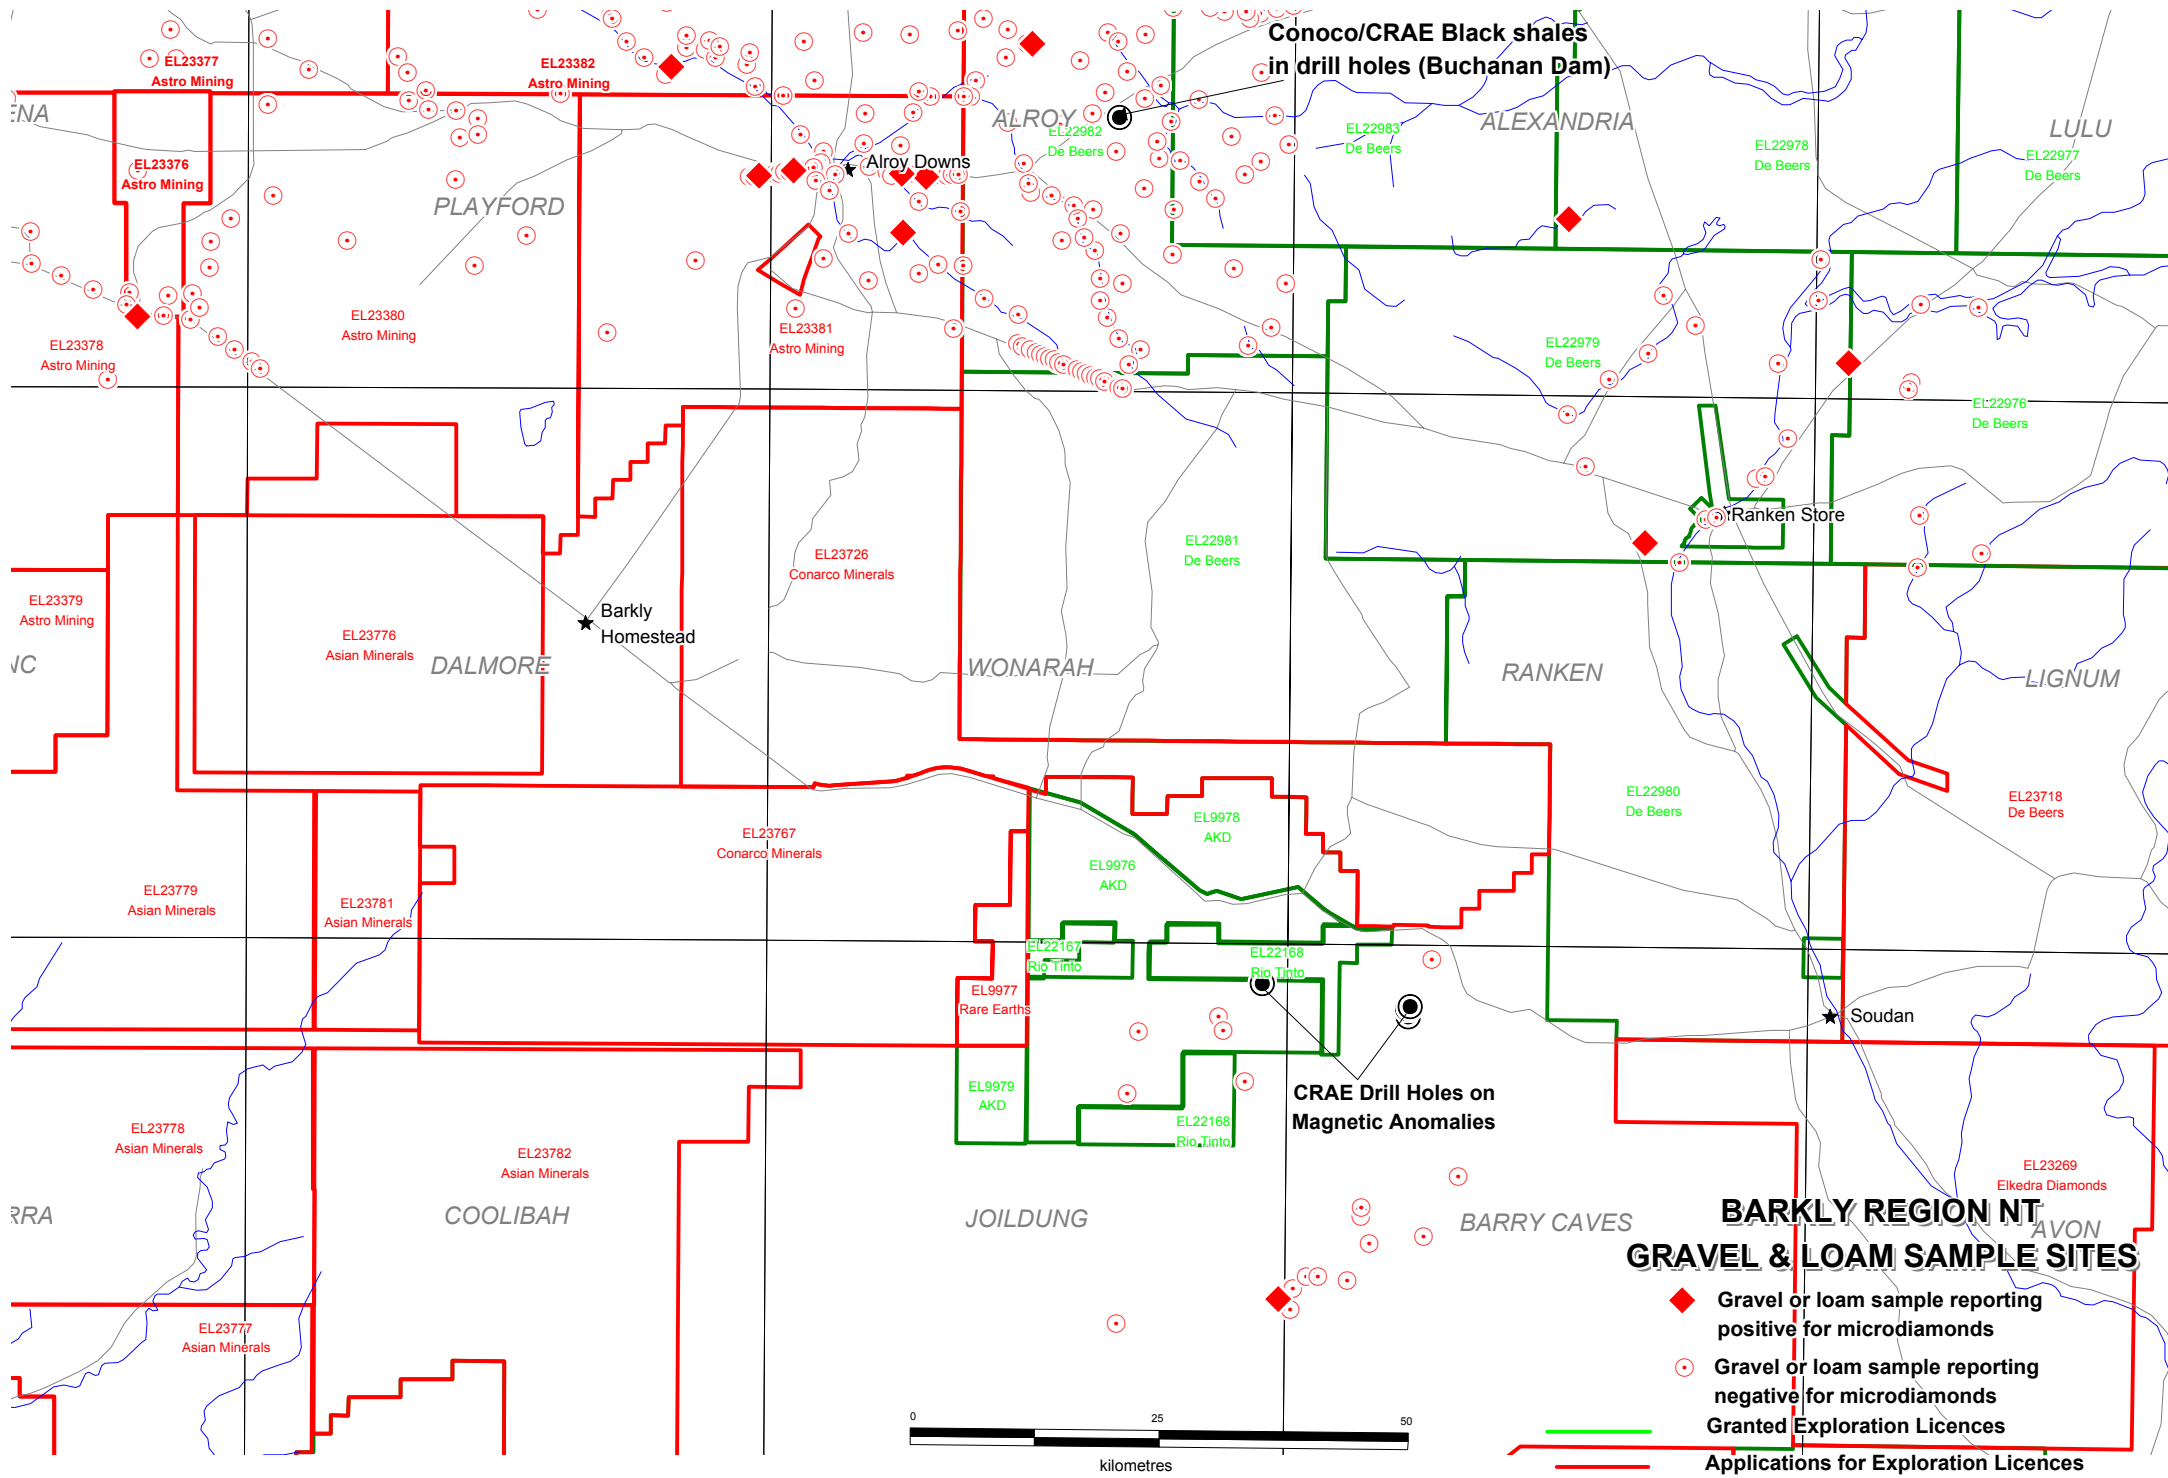 Conoco/CRAE Black shales
in drill holes (Buchanan Dam)
EL23377
Astro Mining
EL23382
Astro Mining
ENA
ALROY
EL22982
De Beers
EL22983
De Beers
ALEXANDRIA
EL22978
De Beers
LULU
EL22977
De Beers
EL23376
Astro Mining
Alroy Downs
PLAYFORD
EL23380
Astro Mining
EL23378
Astro Mining
EL23381
Astro Mining
EL22979
De Beers
EL22976
De Beers
Ranken Store
EL23726
Conarco Minerals
EL22981
De Beers
EL23379
Astro Mining
Barkly
Homestead
EL23776
Asian Minerals
NC
DALMORE
WONARAH
RANKEN
LIGNUM
EL22980
De Beers
EL23718
De Beers
EL23767
Conarco Minerals
EL9978
AKD
EL9976
AKD
EL23779
Asian Minerals
EL23781
Asian Minerals
EL22167
Rio Tinto
EL22168
Rio Tinto
EL9977
Rare Earths
Soudan
EL9979
AKD
CRAE Drill Holes on
Magnetic Anomalies
EL22168
Rio Tinto
EL23778
Asian Minerals
EL23782
Asian Minerals
EL23269
Elkedra Diamonds
RRA
COOLIBAH
JOILDUNG
BARRY CAVES
AVON
BARKLY REGION NT
GRAVEL & LOAM SAMPLE SITES
Gravel or loam sample reporting
positive for microdiamonds
Gravel or loam sample reporting
negative for microdiamonds
Granted Exploration Licences
Applications for Exploration Licences
EL23777
Asian Minerals
0 25 50
kilometres